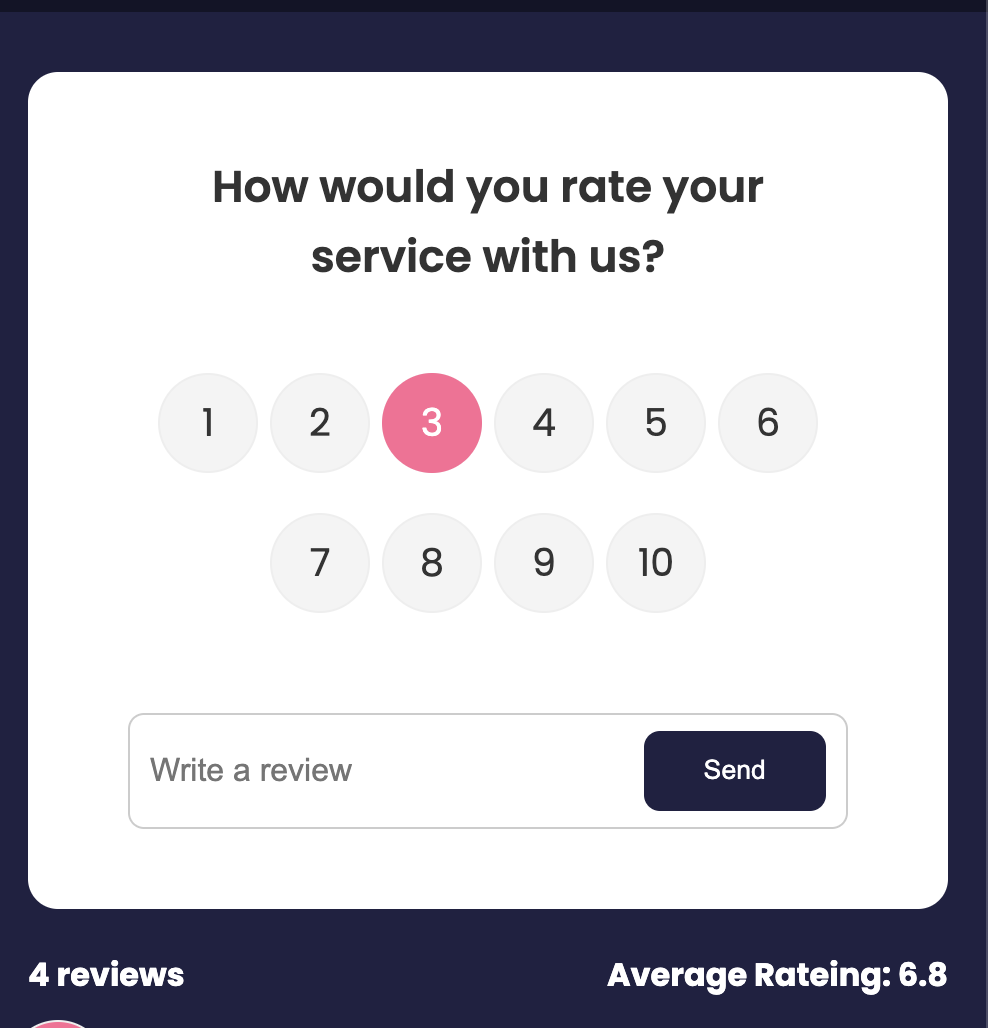 How would you rate your
service with us?
1 2 3 4 5 6
7 8 9 10
Write a review Send
4 reviews Average Rateing: 6.8